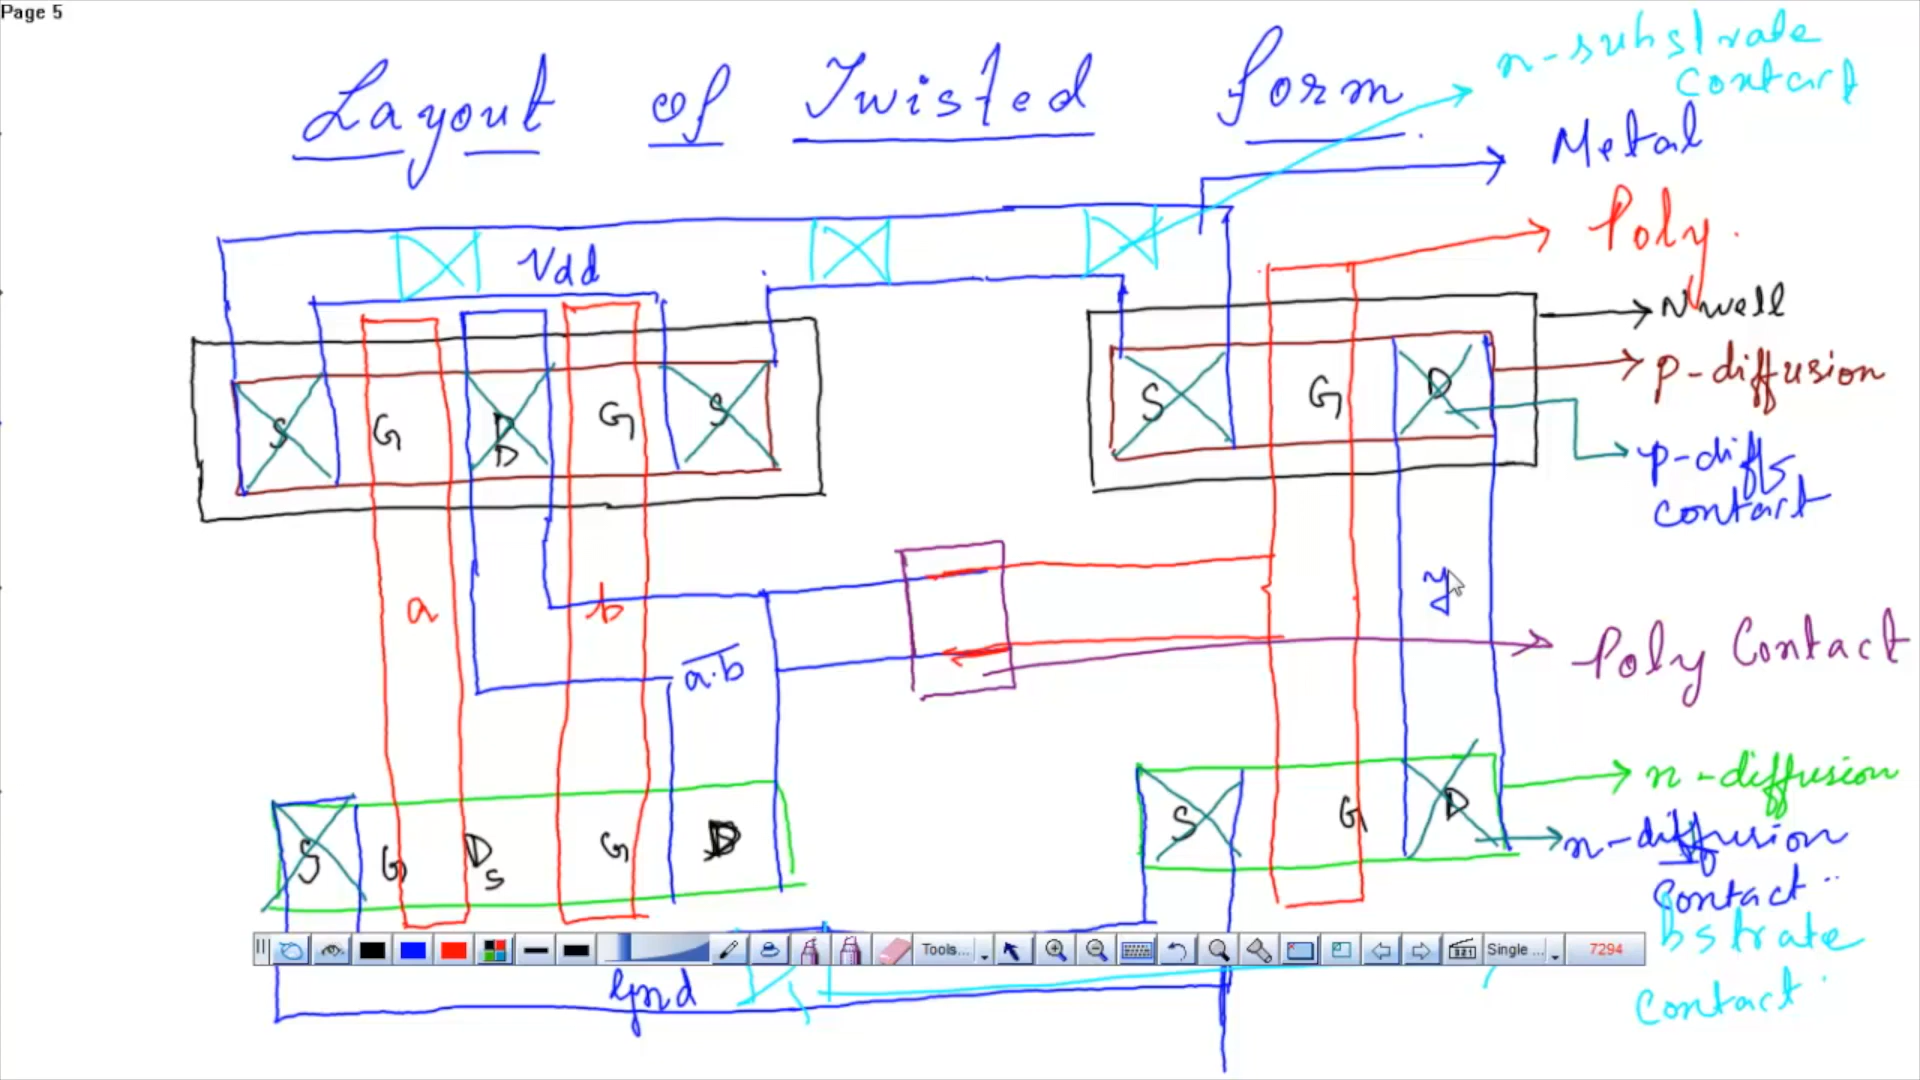 Page 5
Layout of Twisted form
n-substrate
contact
Metal
Poly.
Nwell
p-diffusion
p-diffs
contact
Vdd
S G D G S
D
S G D
a b y
a·b
Poly Contact
n-diffusion
n-diffusion
Contact
bstrate
Contact
S G D G D
S
S G D
Tools...
Single ...
7294
Gnd